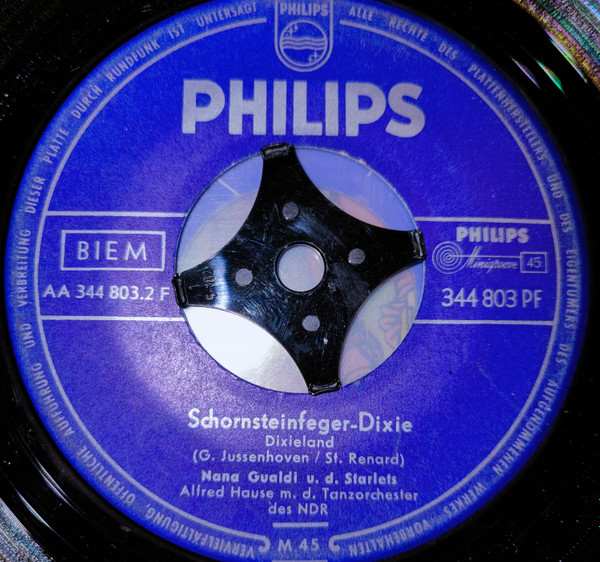 PHILIPS
ALLE RECHTE DES PLATTENHERSTELLERS UND DES EIGENTÜMERS DES AUFGENOMMENEN WERKES VORBEHALTEN
VERVIELFÄLTIGUNG, ÖFFENTLICHE AUFFÜHRUNG UND VERBREITUNG DIESER PLATTE DURCH RUNDFUNK IST UNTERSAGT
PHILIPS
BIEM
AA 344 803.2 F
PHILIPS
Minigroove 45
344 803 PF
Schornsteinfeger-Dixie
Dixieland
(G. Jussenhoven / St. Renard)
Nana Gualdi u. d. Starlets
Alfred Hause m. d. Tanzorchester
des NDR
M 45